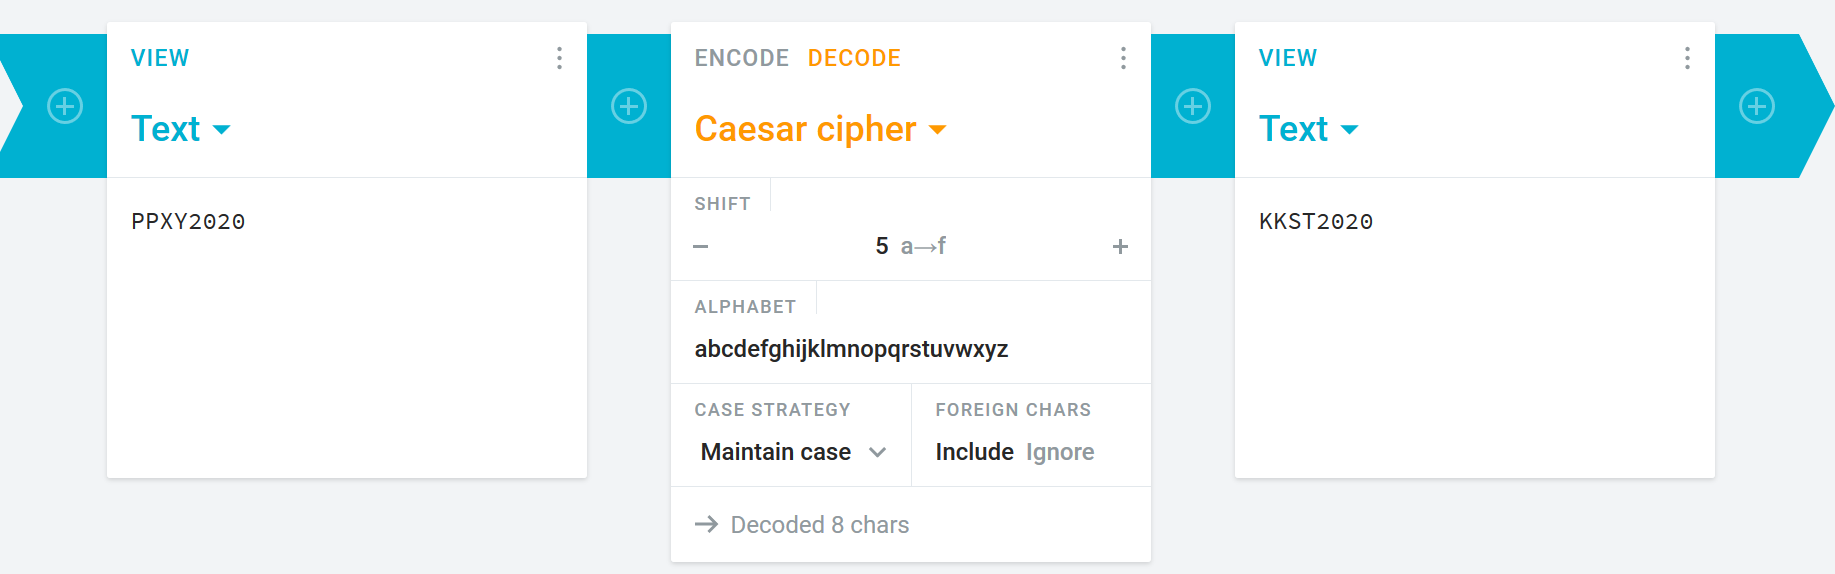 VIEW
Text
PPXY2020
ENCODE DECODE
Caesar cipher
SHIFT
5 a→f
ALPHABET
abcdefghijklmnopqrstuvwxyz
CASE STRATEGY
Maintain case
FOREIGN CHARS
Include Ignore
→ Decoded 8 chars
VIEW
Text
KKST2020